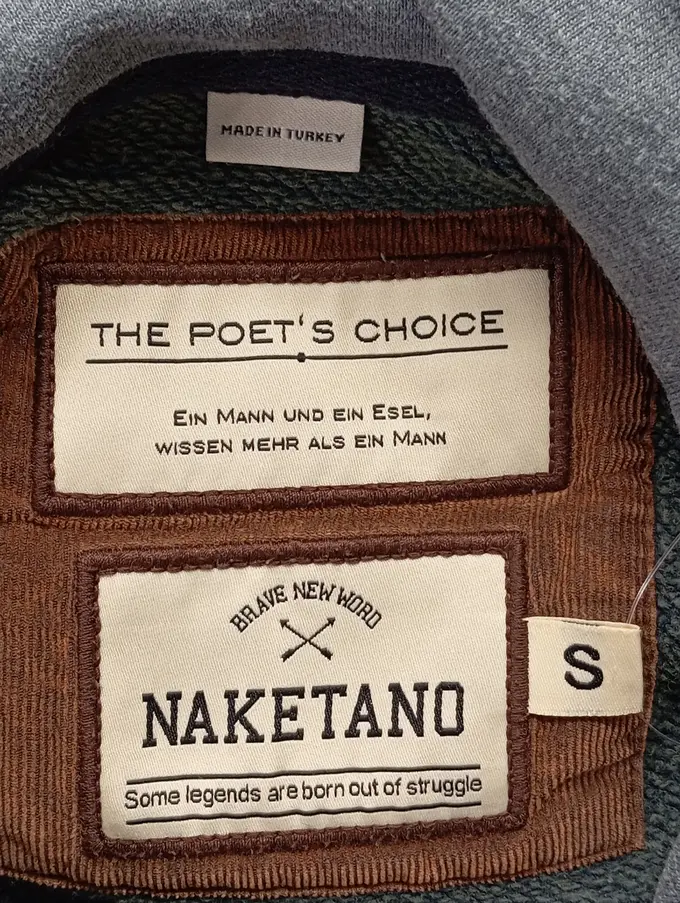 MADE IN TURKEY
THE POET'S CHOICE
EIN MANN UND EIN ESEL,
WISSEN MEHR ALS EIN MANN
BRAVE NEW WORD
NAKETANO
S
Some legends are born out of struggle